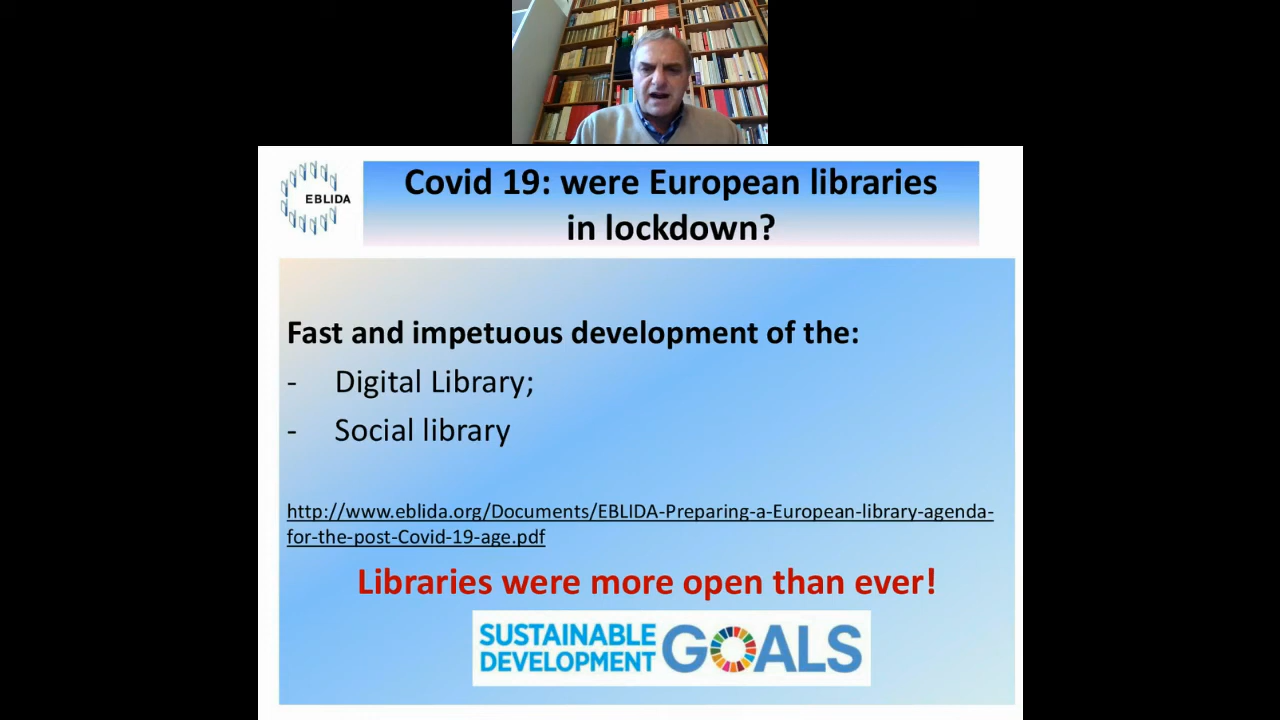 EBLIDA
Covid 19: were European libraries
in lockdown?
Fast and impetuous development of the:
- Digital Library;
- Social library
http://www.eblida.org/Documents/EBLIDA-Preparing-a-European-library-agenda-
for-the-post-Covid-19-age.pdf
Libraries were more open than ever!
SUSTAINABLE
DEVELOPMENT
GOALS